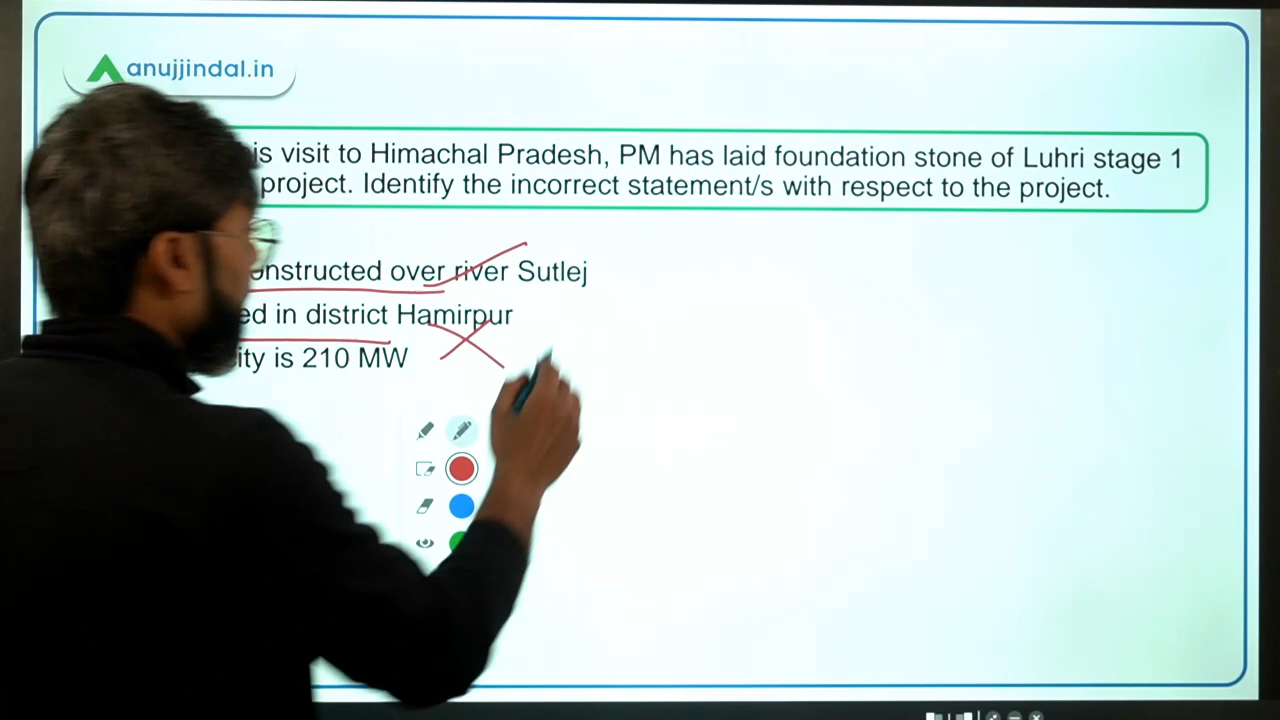 anujjindal.in
is visit to Himachal Pradesh, PM has laid foundation stone of Luhri stage 1
project. Identify the incorrect statement/s with respect to the project.
onstructed over river Sutlej
ed in district Hamirpur
ity is 210 MW